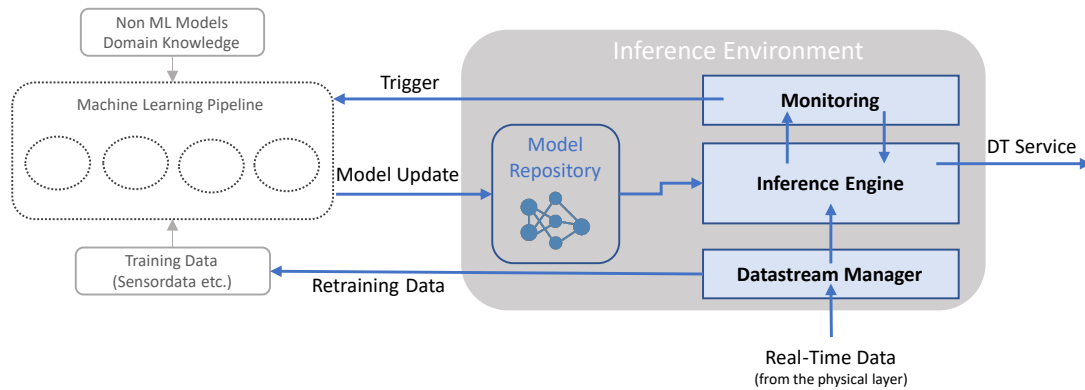 Non ML Models
Domain Knowledge
Inference Environment
Machine Learning Pipeline
Trigger
Monitoring
Model
Repository
DT Service
Model Update
Inference Engine
Training Data
(Sensordata etc.)
Retraining Data
Datastream Manager
Real-Time Data
(from the physical layer)